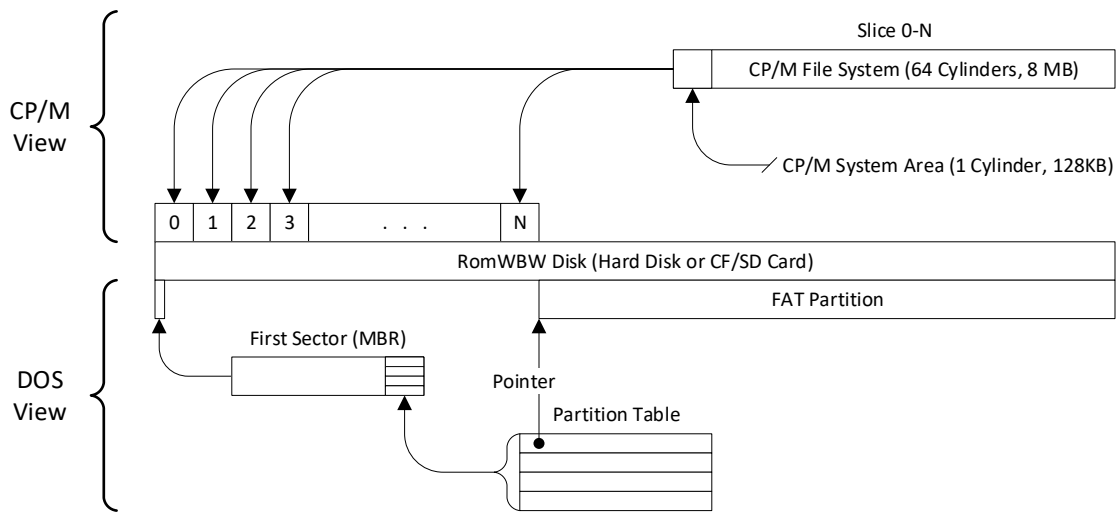 Slice 0-N
CP/M File System (64 Cylinders, 8 MB)
CP/M
View
CP/M System Area (1 Cylinder, 128KB)
0 1 2 3 . . . N
RomWBW Disk (Hard Disk or CF/SD Card)
FAT Partition
First Sector (MBR)
DOS
View
Pointer
Partition Table